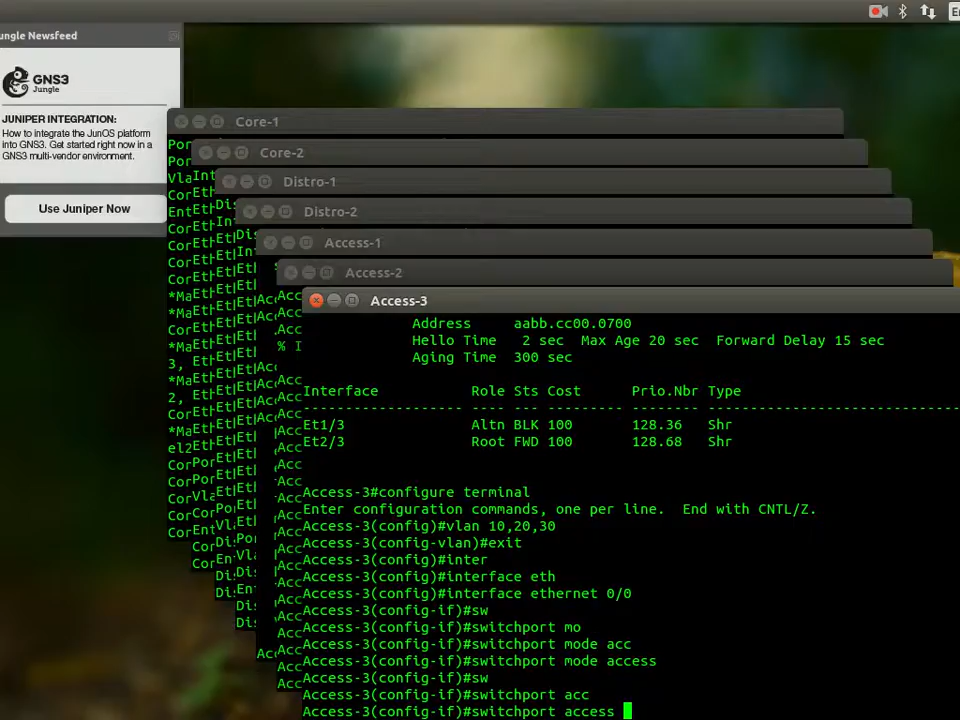 ungle Newsfeed
GNS3
Jungle
JUNIPER INTEGRATION:
How to integrate the JunOS platform
into GNS3. Get started right now in a
GNS3 multi-vendor environment.
Use Juniper Now
Core-1
Core-2
Distro-1
Distro-2
Access-1
Access-2
Access-3
Address aabb.cc00.0700
Hello Time 2 sec Max Age 20 sec Forward Delay 15 sec
Aging Time 300 sec
Interface Role Sts Cost Prio.Nbr Type
------------------- ---- --- --------- -------- --------------------------------
Et1/3 Altn BLK 100 128.36 Shr
Et2/3 Root FWD 100 128.68 Shr
Access-3#configure terminal
Enter configuration commands, one per line. End with CNTL/Z.
Access-3(config)#vlan 10,20,30
Access-3(config-vlan)#exit
Access-3(config)#inter
Access-3(config)#interface eth
Access-3(config)#interface ethernet 0/0
Access-3(config-if)#sw
Access-3(config-if)#switchport mo
Access-3(config-if)#switchport mode acc
Access-3(config-if)#switchport mode access
Access-3(config-if)#sw
Access-3(config-if)#switchport acc
Access-3(config-if)#switchport access